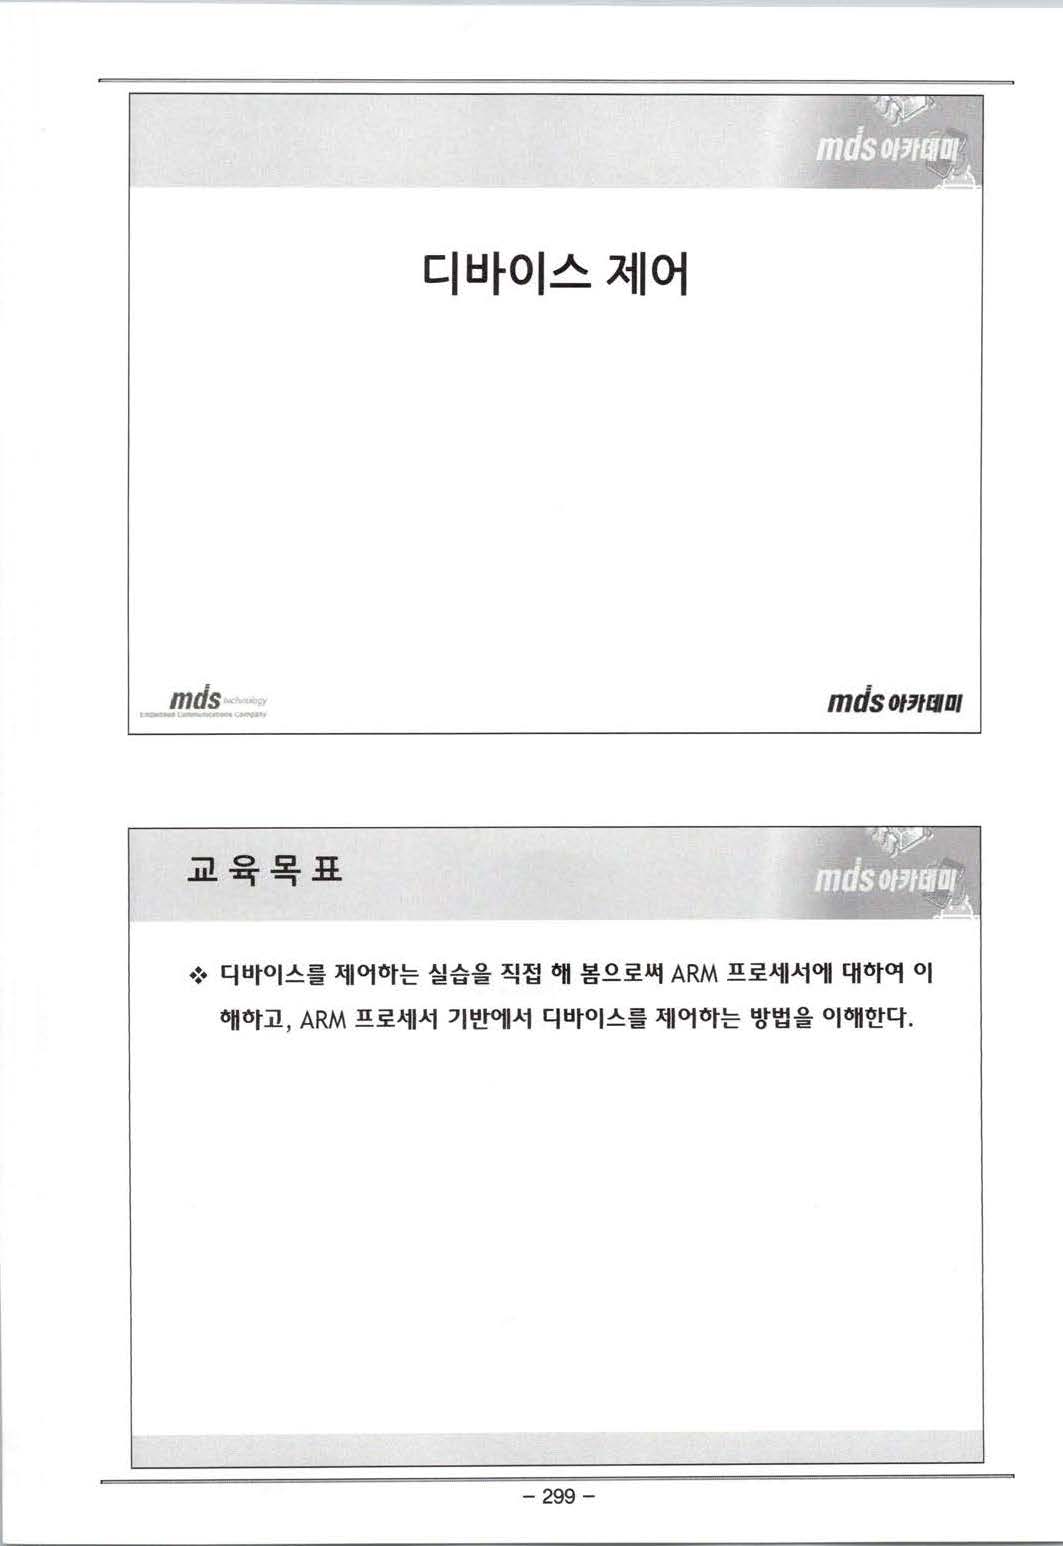 mds 아카데미
디바이스 제어
mds technology
Embedded Communications Company
mds 아카데미
교 육 목 표
mds 아카데미
❖ 디바이스를 제어하는 실습을 직접 해 봄으로써 ARM 프로세서에 대하여 이
해하고, ARM 프로세서 기반에서 디바이스를 제어하는 방법을 이해한다.
- 299 -